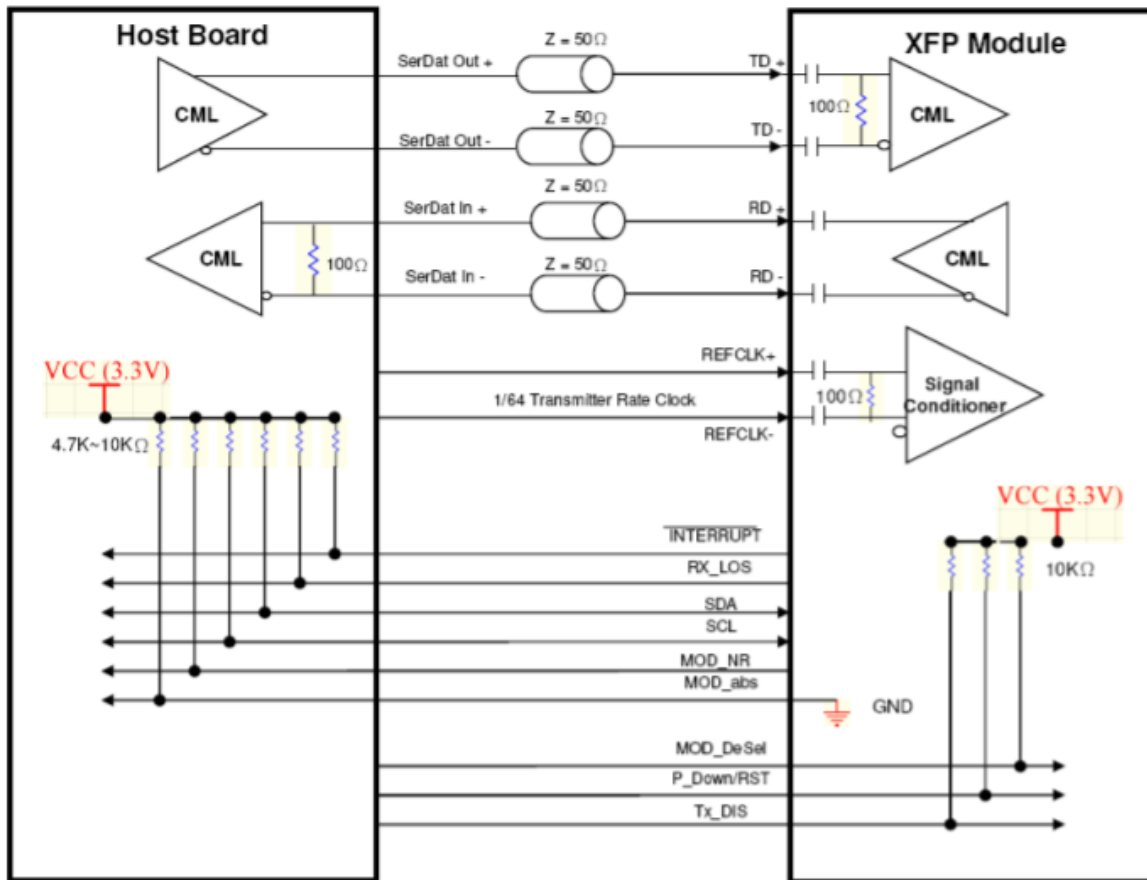 Host Board
XFP Module
Z = 50Ω
SerDat Out +
TD +
CML
100Ω
CML
Z = 50Ω
SerDat Out -
TD -
Z = 50Ω
SerDat In +
RD +
CML
100Ω
CML
Z = 50Ω
SerDat In -
RD -
REFCLK+
VCC (3.3V)
1/64 Transmitter Rate Clock
100Ω
Signal
Conditioner
REFCLK-
4.7K~10KΩ
VCC (3.3V)
INTERRUPT
RX_LOS
10KΩ
SDA
SCL
MOD_NR
MOD_abs
GND
MOD_DeSel
P_Down/RST
Tx_DIS